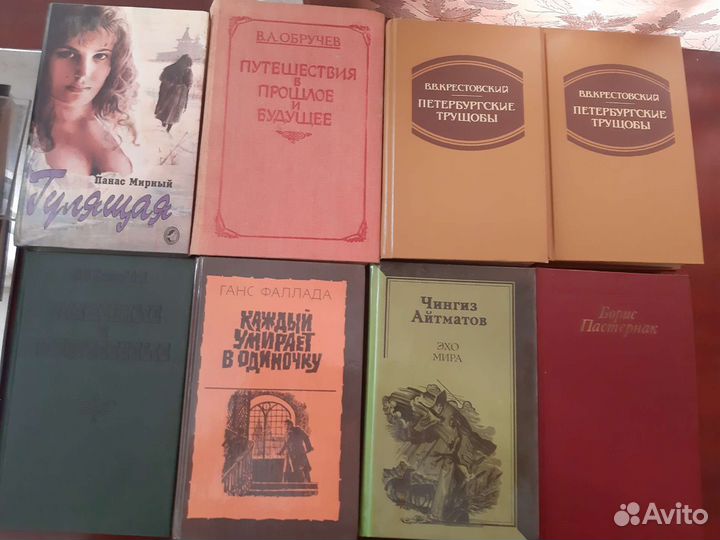 Панас Мирный
Гулящая
В.А.ОБРУЧЕВ
ПУТЕШЕСТВИЯ
В
ПРОШЛОЕ
И
БУДУЩЕЕ
В.В.КРЕСТОВСКИЙ
ПЕТЕРБУРГСКИЕ
ТРУЩОБЫ
В.В.КРЕСТОВСКИЙ
ПЕТЕРБУРГСКИЕ
ТРУЩОБЫ
ГАНС ФАЛЛАДА
КАЖДЫЙ
УМИРАЕТ
В ОДИНОЧКУ
Чингиз
Айтматов
ЭХО
МИРА
Борис
Пастернак
Avito